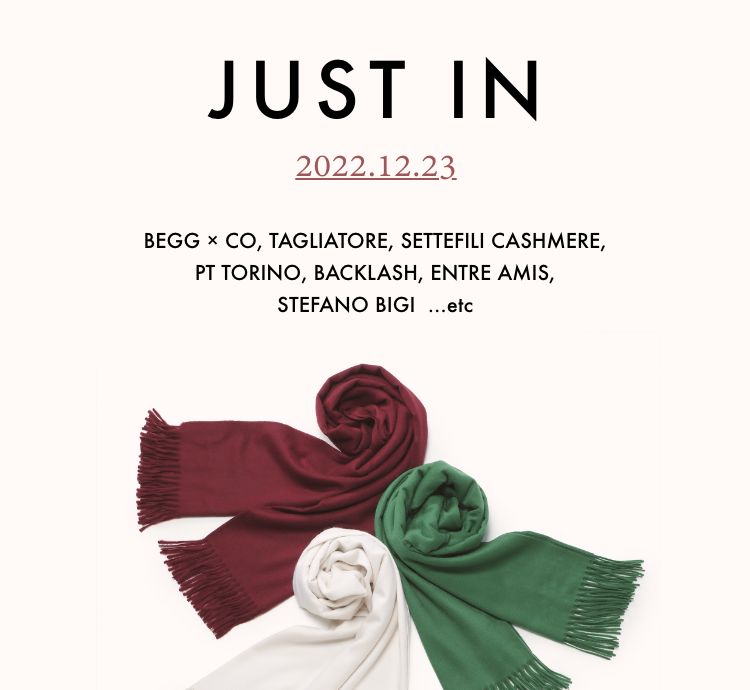 JUST IN
2022.12.23
BEGG × CO, TAGLIATORE, SETTEFILI CASHMERE,
PT TORINO, BACKLASH, ENTRE AMIS,
STEFANO BIGI ...etc